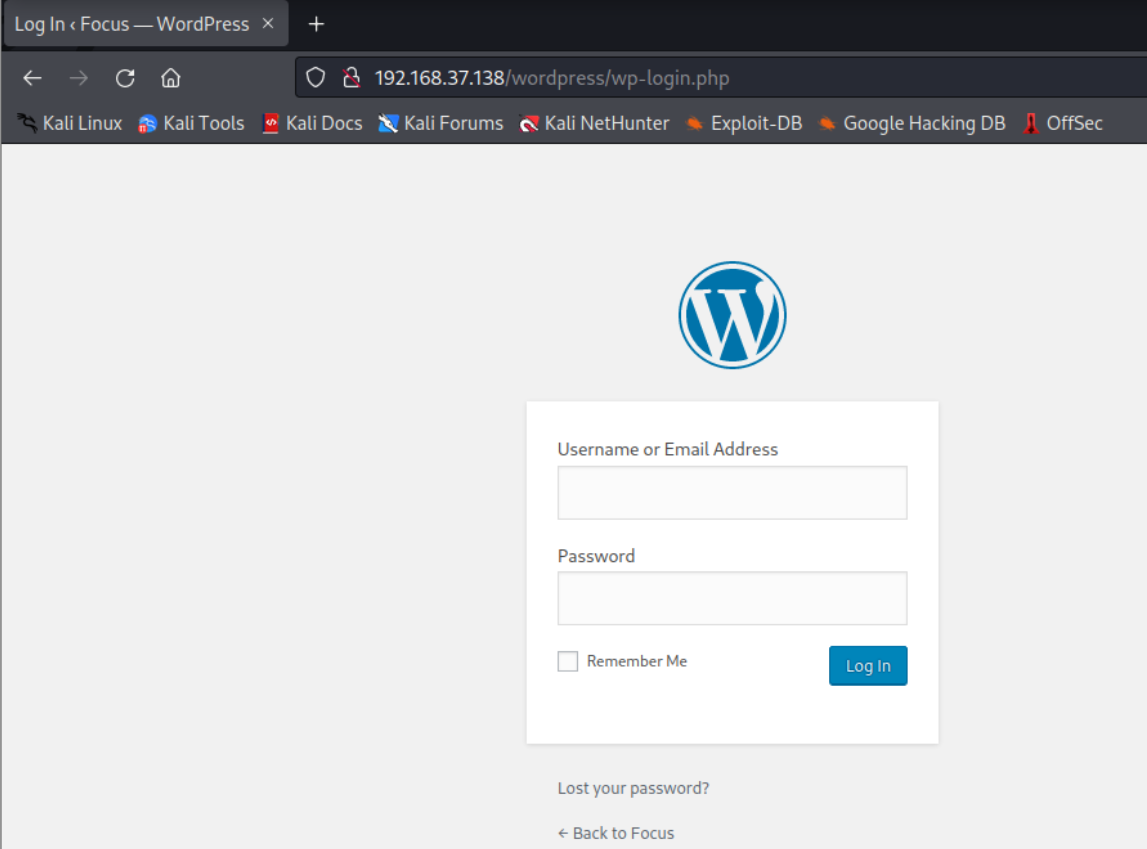 Log In ‹ Focus — WordPress
192.168.37.138/wordpress/wp-login.php
Kali Linux Kali Tools Kali Docs Kali Forums Kali NetHunter Exploit-DB Google Hacking DB OffSec
Username or Email Address
Password
Remember Me Log In
Lost your password?
← Back to Focus